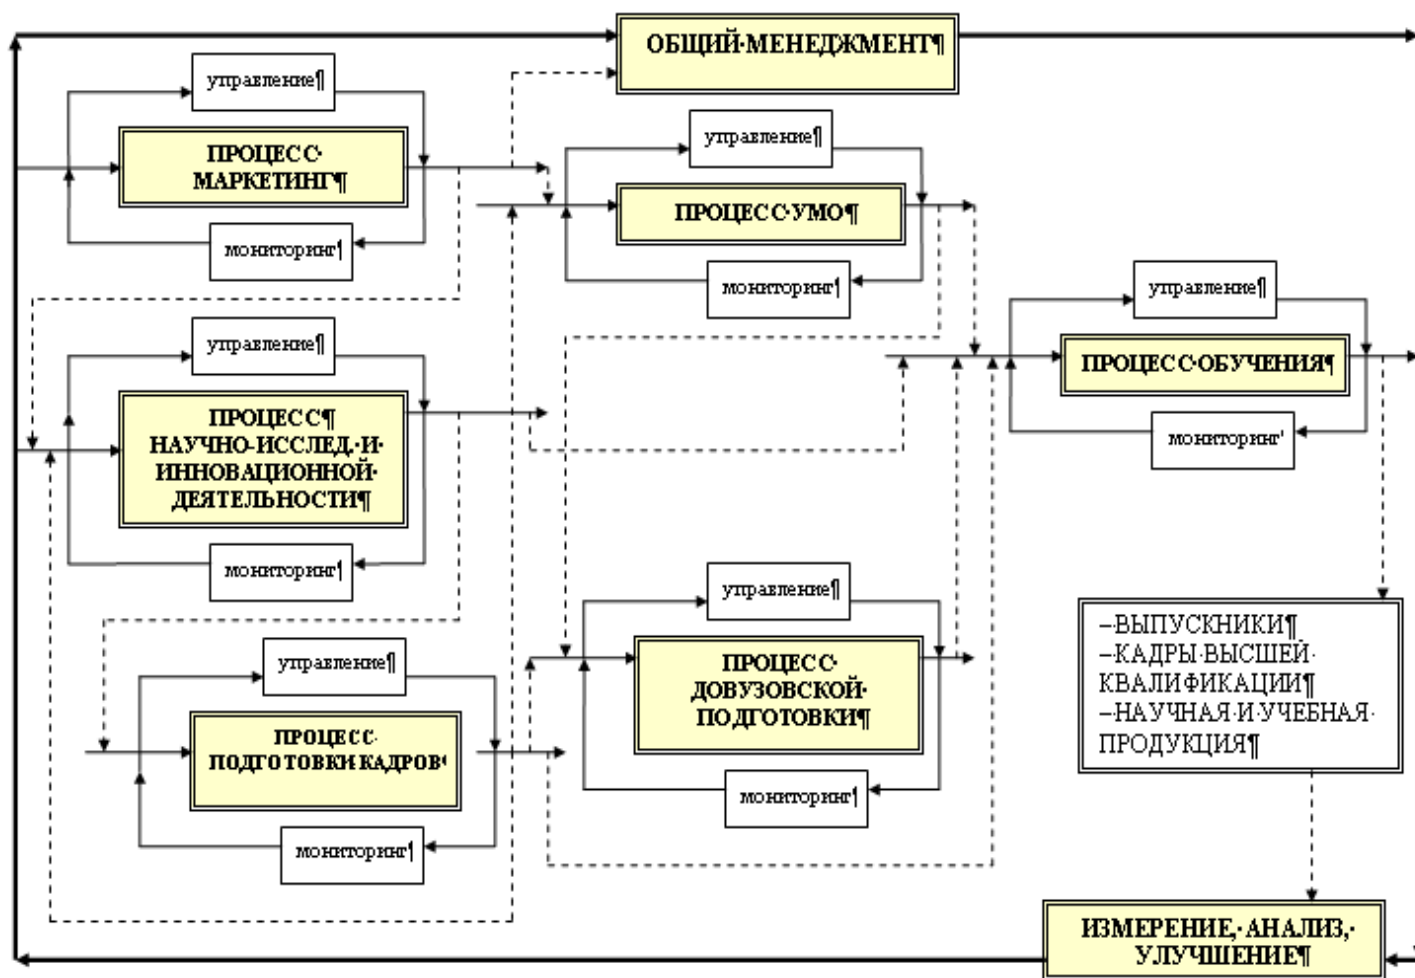 ОБЩИЙ·МЕНЕДЖМЕНТ¶
управление¶
ПРОЦЕСС·
МАРКЕТИНГ¶
мониторинг¶
управление¶
ПРОЦЕСС·УМО¶
мониторинг¶
управление¶
ПРОЦЕСС·ОБУЧЕНИЯ¶
мониторинг¶
управление¶
ПРОЦЕСС¶
НАУЧНО-ИССЛЕД.·И·
ИННОВАЦИОННОЙ·
ДЕЯТЕЛЬНОСТИ¶
мониторинг¶
управление¶
ПРОЦЕСС·
ДОВУЗОВСКОЙ·
ПОДГОТОВКИ¶
мониторинг¶
управление¶
ПРОЦЕСС·
ПОДГОТОВКИ·КАДРОВ¶
мониторинг¶
–·ВЫПУСКНИКИ¶
–КАДРЫ·ВЫСШЕЙ·
КВАЛИФИКАЦИИ¶
–НАУЧНАЯ·И·УЧЕБНАЯ·
ПРОДУКЦИЯ¶
ИЗМЕРЕНИЕ,·АНАЛИЗ,·
УЛУЧШЕНИЕ¶